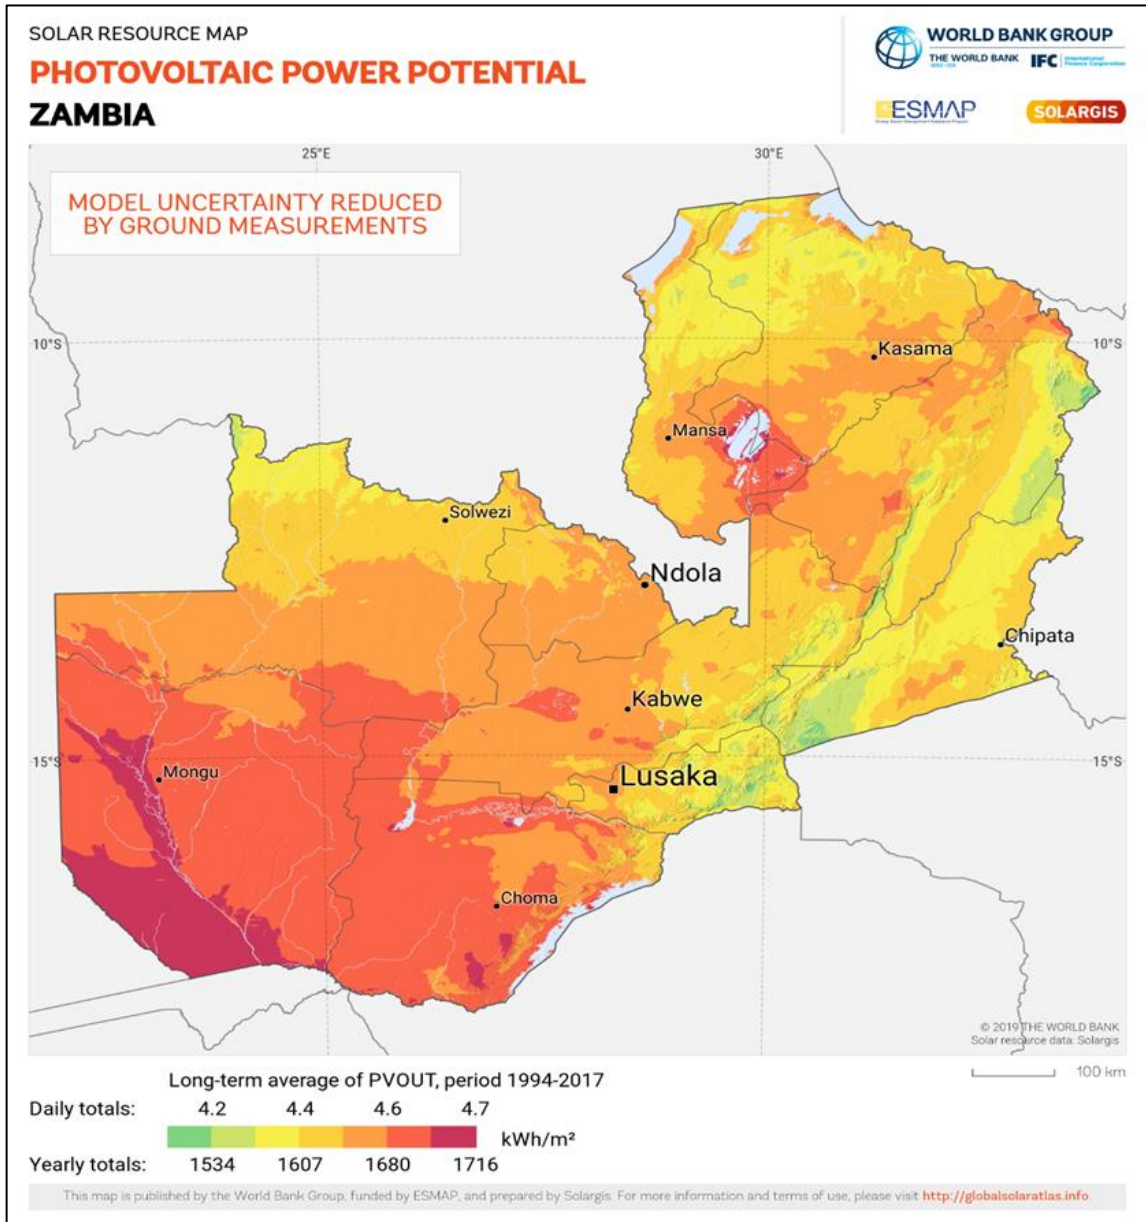 SOLAR RESOURCE MAP
PHOTOVOLTAIC POWER POTENTIAL
ZAMBIA
WORLD BANK GROUP
THE WORLD BANK
IFC International Finance Corporation
ESMAP
SOLARGIS
25°E
30°E
MODEL UNCERTAINTY REDUCED
BY GROUND MEASUREMENTS
10°S
10°S
Kasama
Mansa
Solwezi
Ndola
Chipata
Kabwe
15°S
15°S
Mongu
Lusaka
Choma
© 2019 THE WORLD BANK
Solar resource data: Solargis
100 km
Long-term average of PVOUT, period 1994-2017
Daily totals: 4.2 4.4 4.6 4.7
kWh/m²
Yearly totals: 1534 1607 1680 1716
This map is published by the World Bank Group, funded by ESMAP, and prepared by Solargis. For more information and terms of use, please visit http://globalsolaratlas.info.